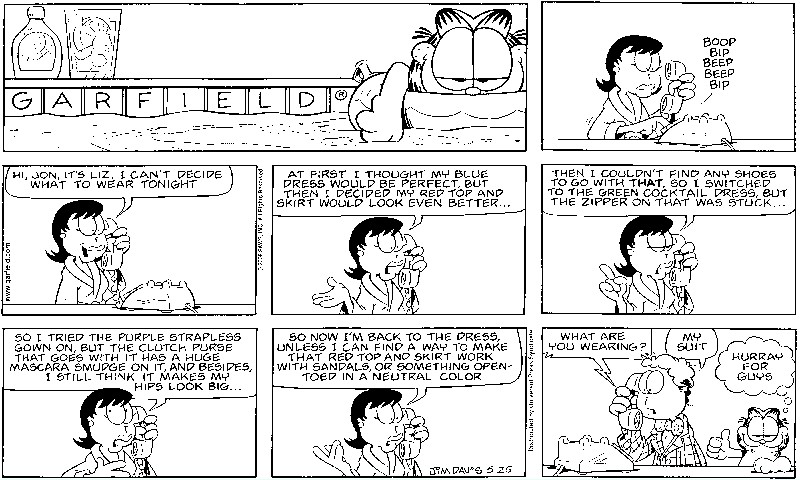 GARFIELD®
BOOP
BIP
BEEP
BEEP
BIP
HI, JON, IT'S LIZ. I CAN'T DECIDE
WHAT TO WEAR TONIGHT
www.garfield.com
AT FIRST I THOUGHT MY BLUE
DRESS WOULD BE PERFECT, BUT
THEN I DECIDED MY RED TOP AND
SKIRT WOULD LOOK EVEN BETTER...
THEN I COULDN'T FIND ANY SHOES
TO GO WITH THAT, SO I SWITCHED
TO THE GREEN COCKTAIL DRESS, BUT
THE ZIPPER ON THAT WAS STUCK...
SO I TRIED THE PURPLE STRAPLESS
GOWN ON, BUT THE CLUTCH PURSE
THAT GOES WITH IT HAS A HUGE
MASCARA SMUDGE ON IT, AND BESIDES,
I STILL THINK IT MAKES MY
HIPS LOOK BIG...
SO NOW I'M BACK TO THE DRESS,
UNLESS I CAN FIND A WAY TO MAKE
THAT RED TOP AND SKIRT WORK
WITH SANDALS, OR SOMETHING OPEN-
TOED IN A NEUTRAL COLOR
JIM DAVIS 5·25
WHAT ARE
YOU WEARING?
MY
SUIT
HURRAY
FOR
GUYS